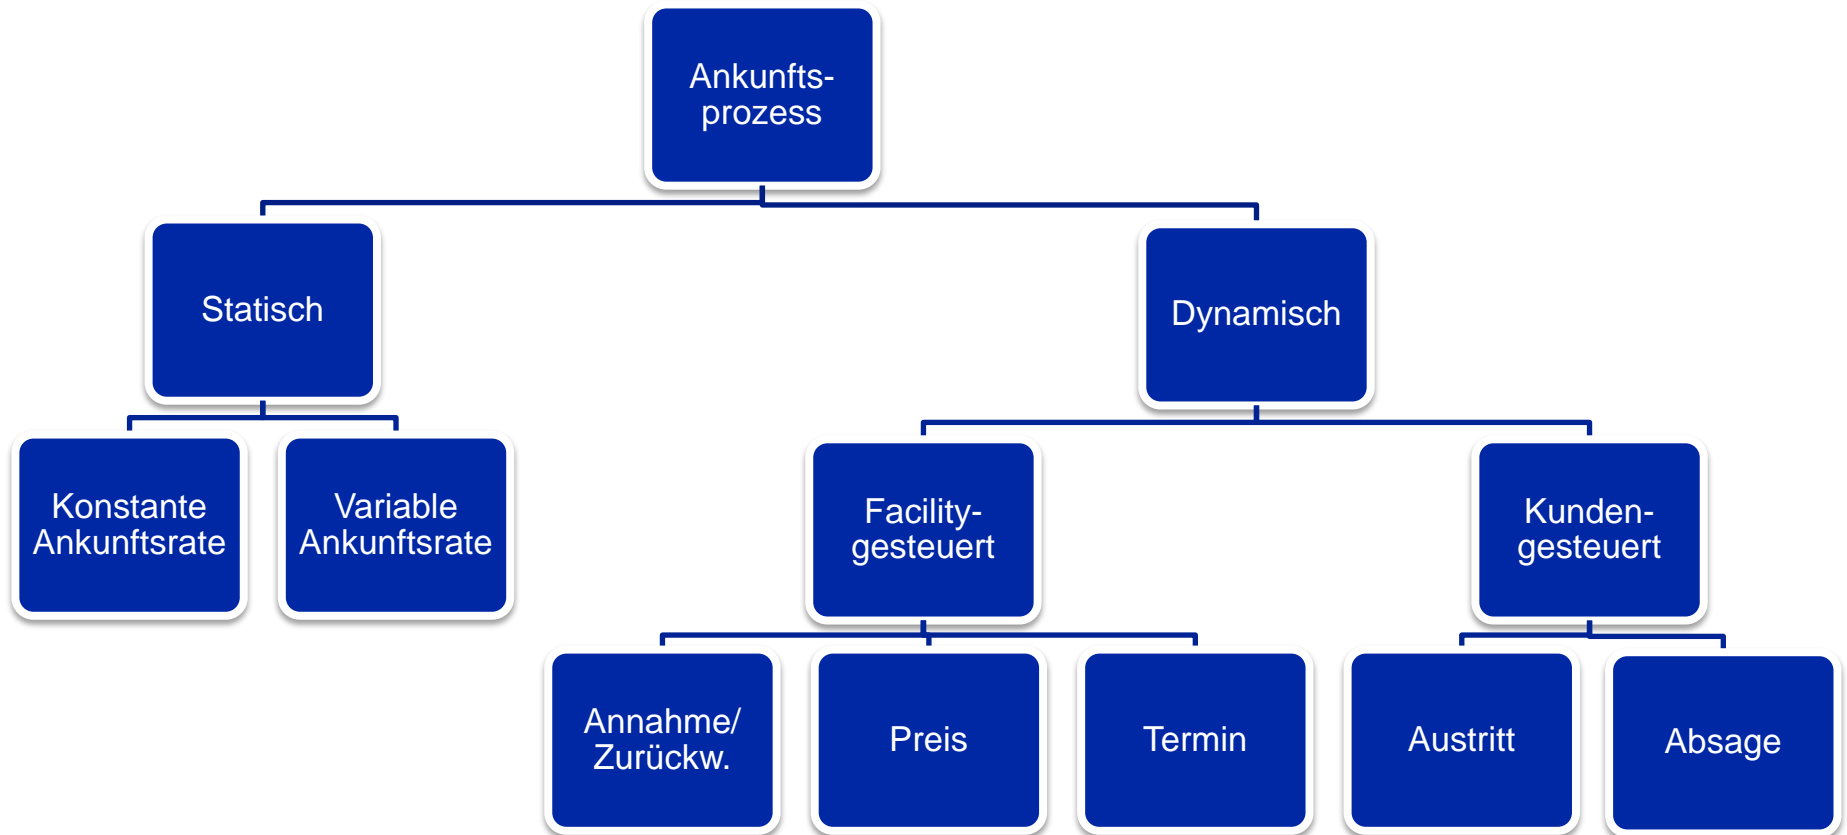 Ankunfts-
prozess
Statisch
Dynamisch
Konstante
Ankunftsrate
Variable
Ankunftsrate
Facility-
gesteuert
Kunden-
gesteuert
Annahme/
Zurückw.
Preis
Termin
Austritt
Absage